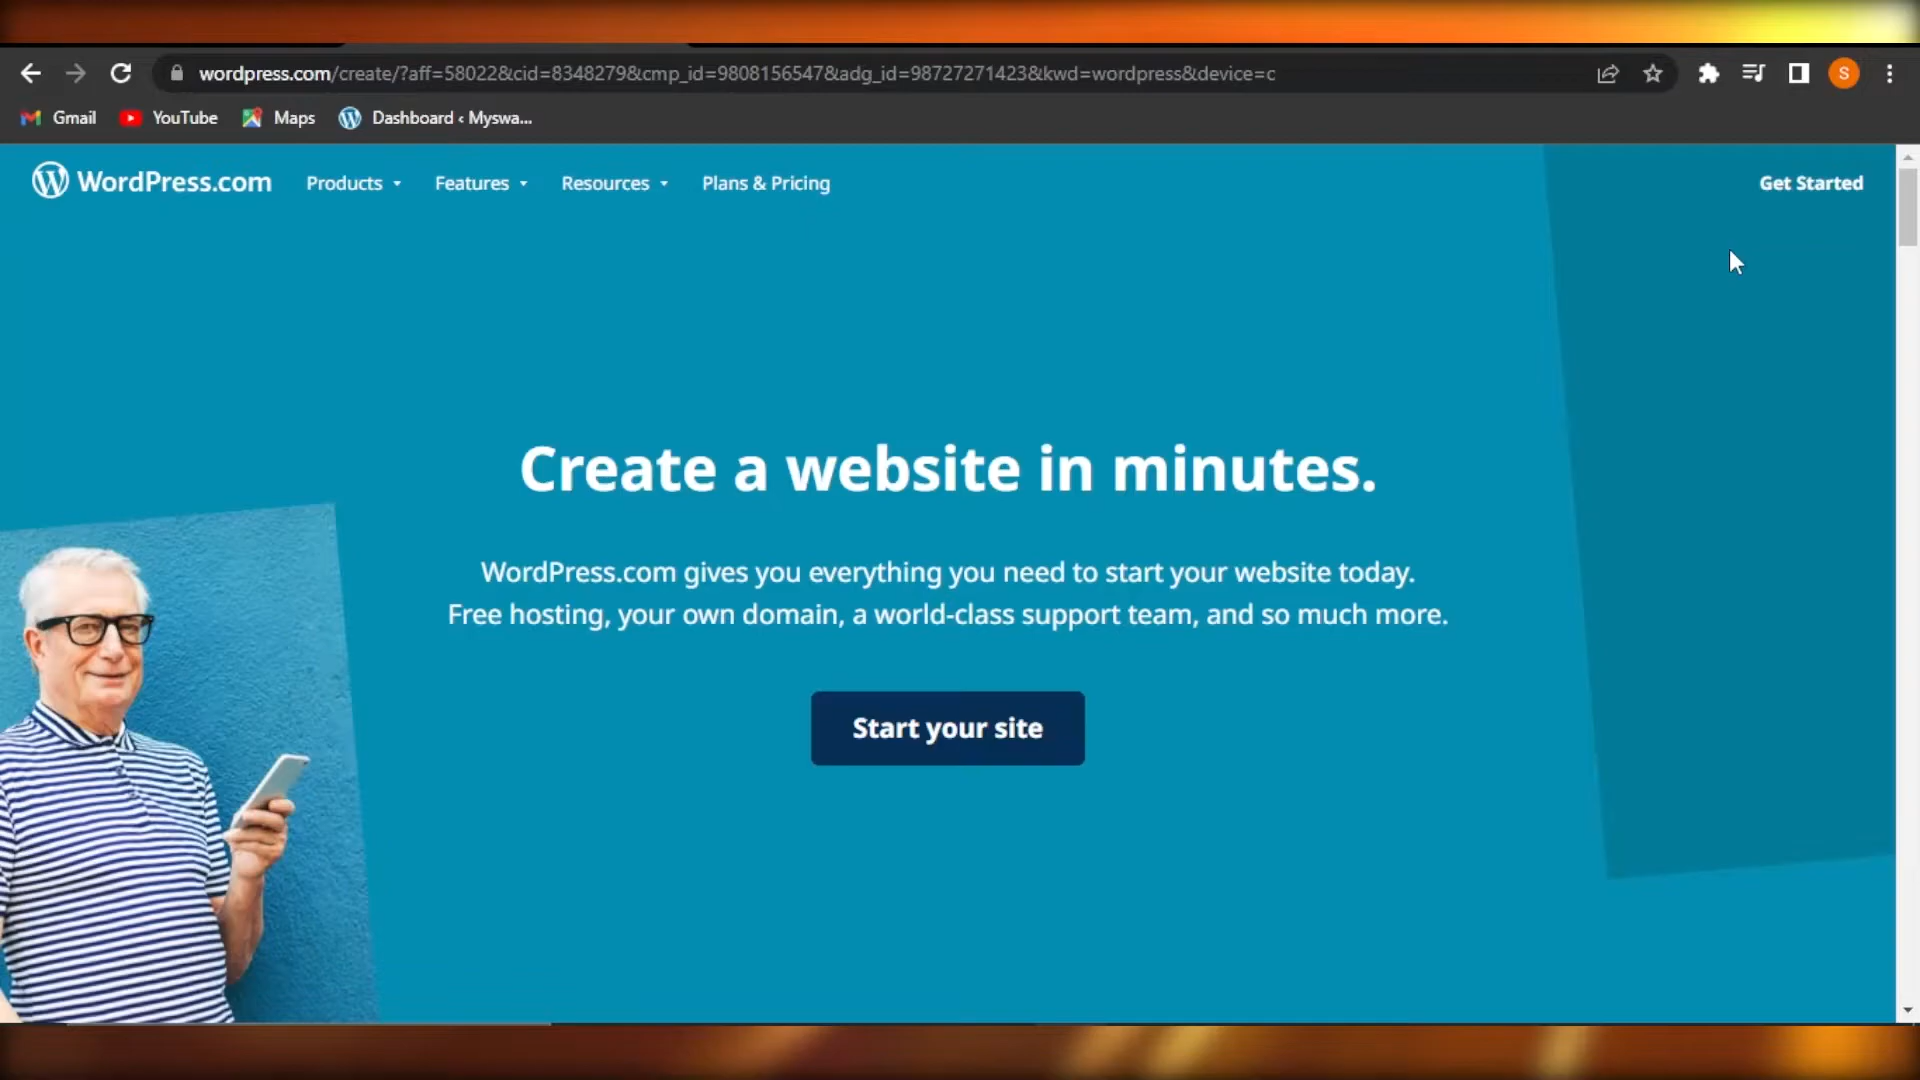 wordpress.com/create/?aff=58022&cid=8348279&cmp_id=9808156547&adg_id=98727271423&kwd=wordpress&device=c
S
Gmail YouTube Maps Dashboard ‹ Myswa...
WordPress.com Products Features Resources Plans & Pricing Get Started
Create a website in minutes.
WordPress.com gives you everything you need to start your website today.
Free hosting, your own domain, a world-class support team, and so much more.
Start your site